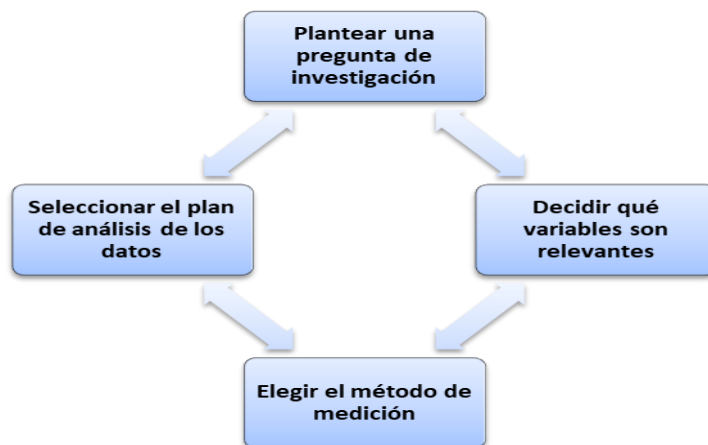 Plantear una
pregunta de
investigación
Seleccionar el plan
de análisis de los
datos
Decidir qué
variables son
relevantes
Elegir el método de
medición